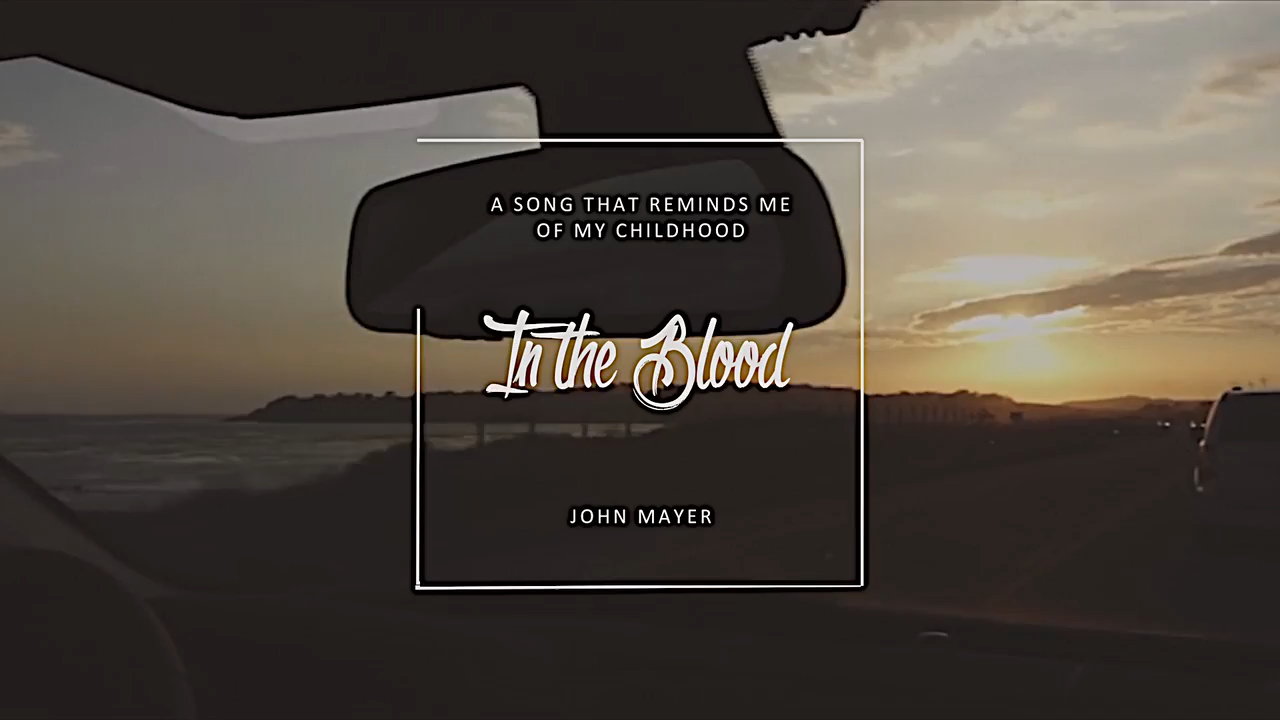 A SONG THAT REMINDS ME
OF MY CHILDHOOD
In the Blood
JOHN MAYER